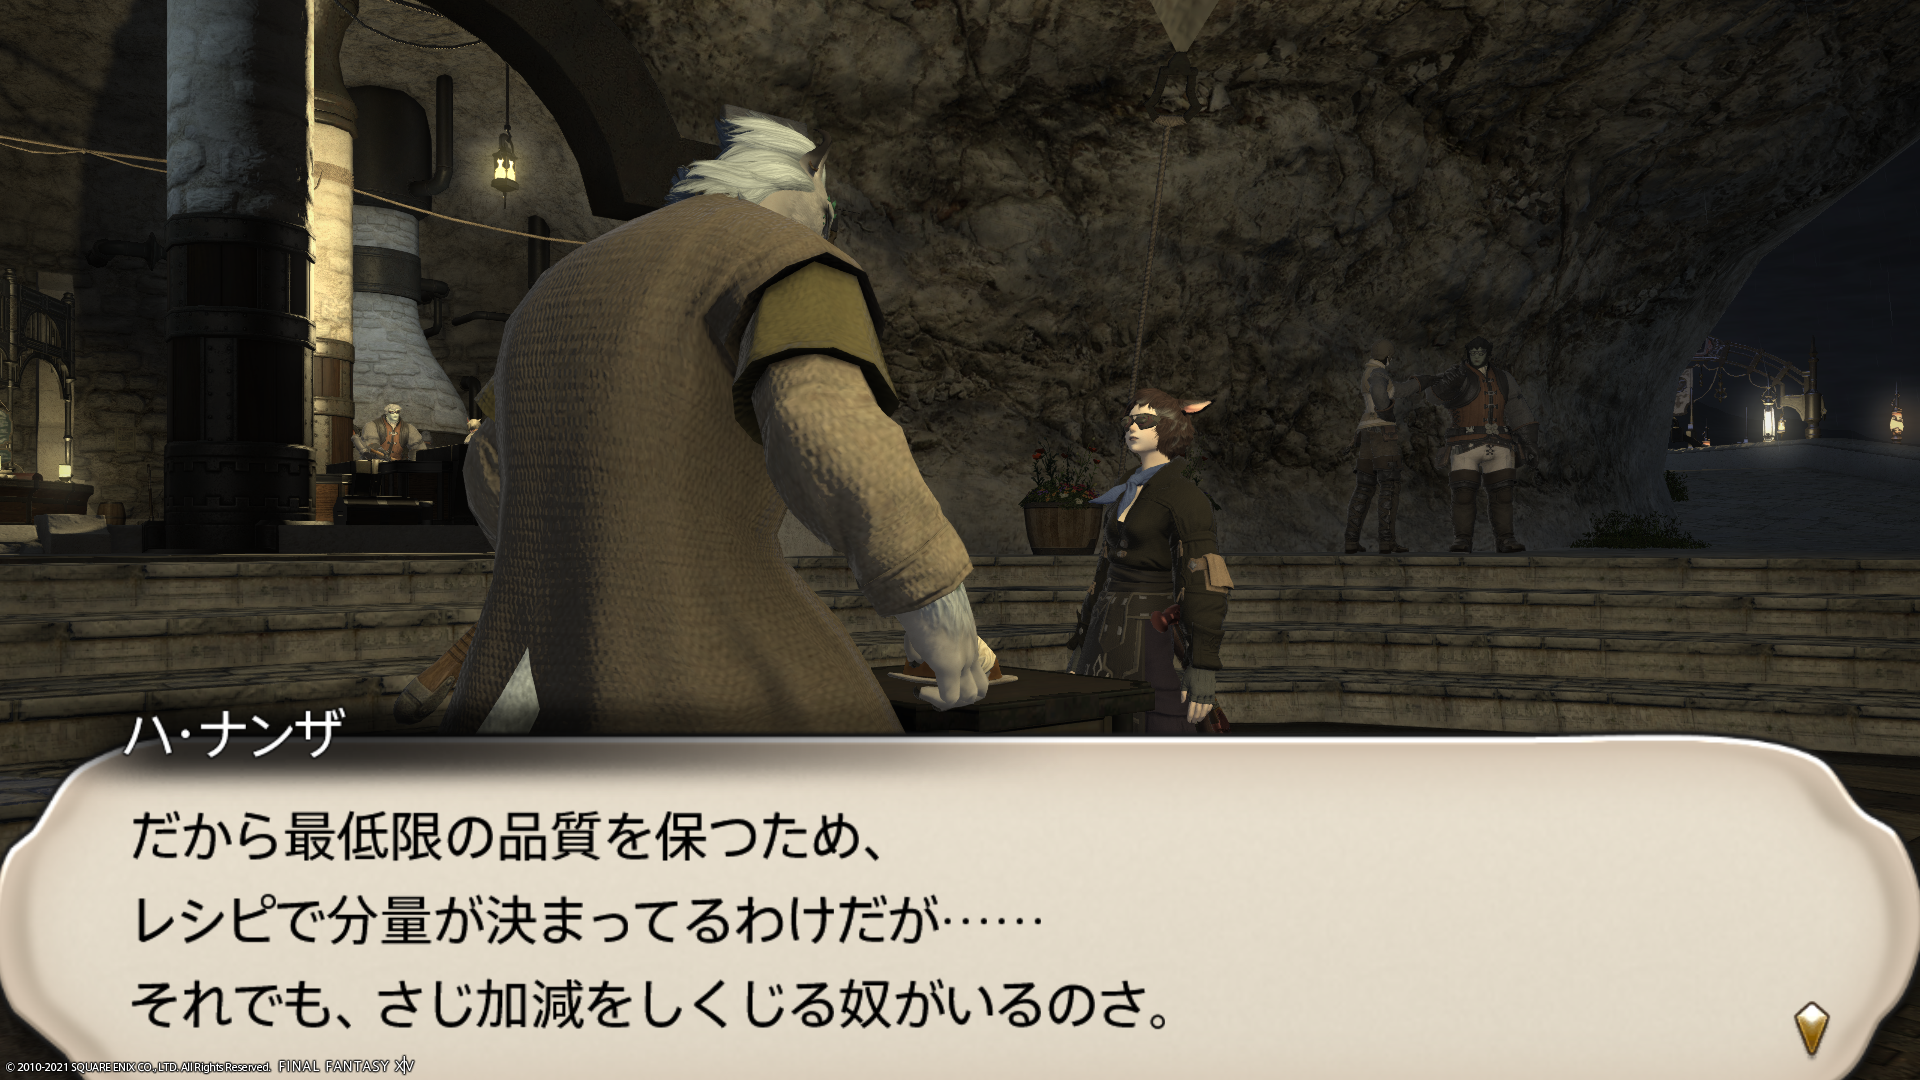 ハ・ナンザ
だから最低限の品質を保つため、
レシピで分量が決まってるわけだが……
それでも、さじ加減をしくじる奴がいるのさ。
© 2010-2021 SQUARE ENIX CO., LTD. All Rights Reserved. FINAL FANTASY XIV